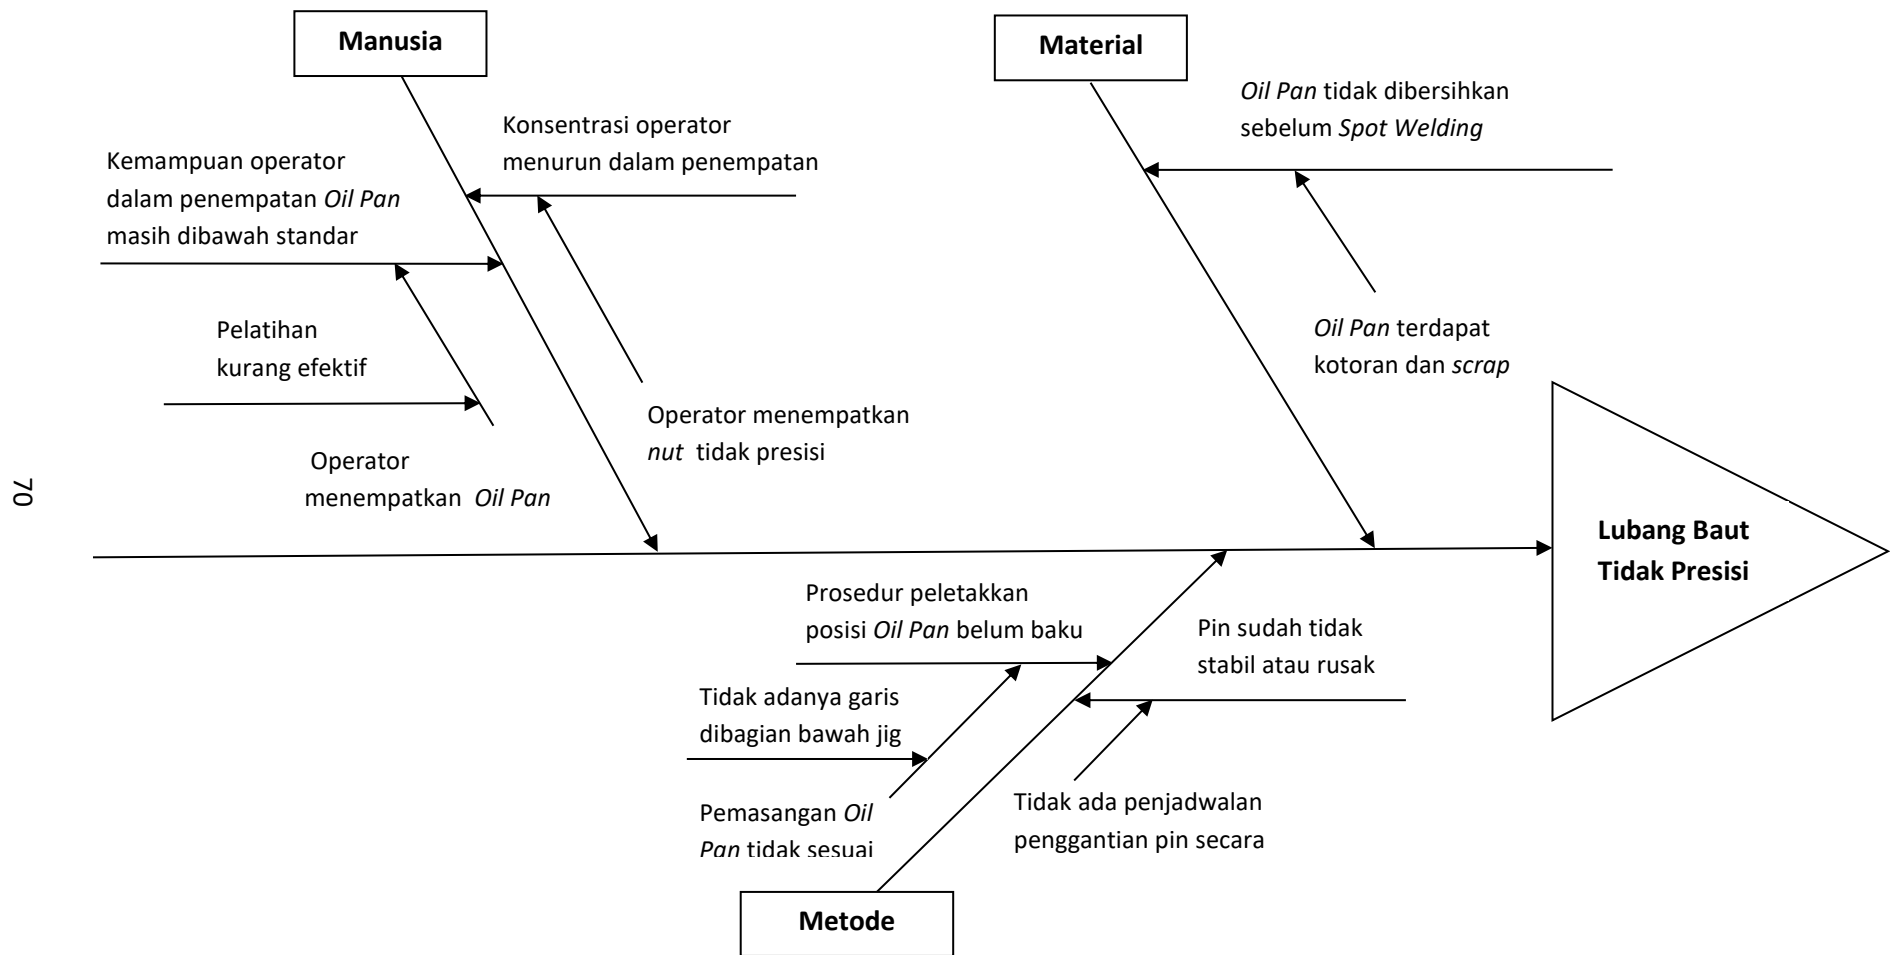 Manusia
Kemampuan operator
dalam penempatan Oil Pan
masih dibawah standar
Konsentrasi operator
menurun dalam penempatan
Pelatihan
kurang efektif
Operator
menempatkan Oil Pan
Operator menempatkan
nut tidak presisi
Material
Oil Pan tidak dibersihkan
sebelum Spot Welding
Oil Pan terdapat
kotoran dan scrap
Lubang Baut
Tidak Presisi
Prosedur peletakkan
posisi Oil Pan belum baku
Pin sudah tidak
stabil atau rusak
Tidak adanya garis
dibagian bawah jig
Pemasangan Oil
Pan tidak sesuai
Tidak ada penjadwalan
penggantian pin secara
Metode
70